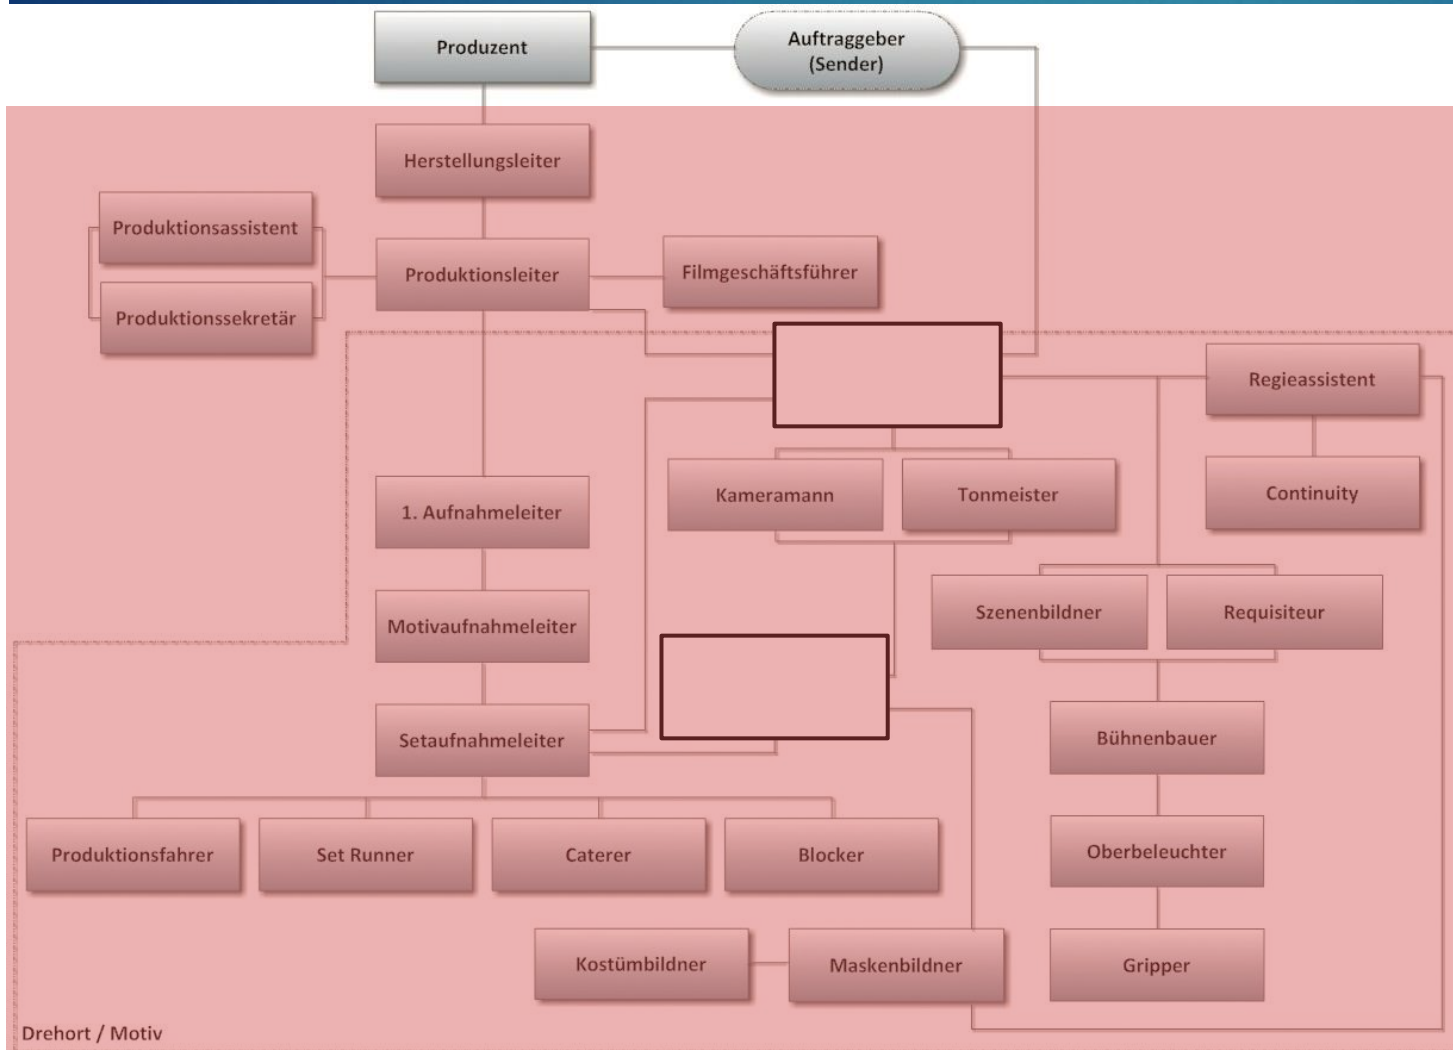 Produzent
Auftraggeber
(Sender)
Herstellungsleiter
Produktionsassistent
Produktionsleiter
Filmgeschäftsführer
Produktionssekretär
Regieassistent
Kameramann
Tonmeister
Continuity
1. Aufnahmeleiter
Szenenbildner
Requisiteur
Motivaufnahmeleiter
Setaufnahmeleiter
Bühnenbauer
Produktionsfahrer
Set Runner
Caterer
Blocker
Oberbeleuchter
Kostümbildner
Maskenbildner
Gripper
Drehort / Motiv